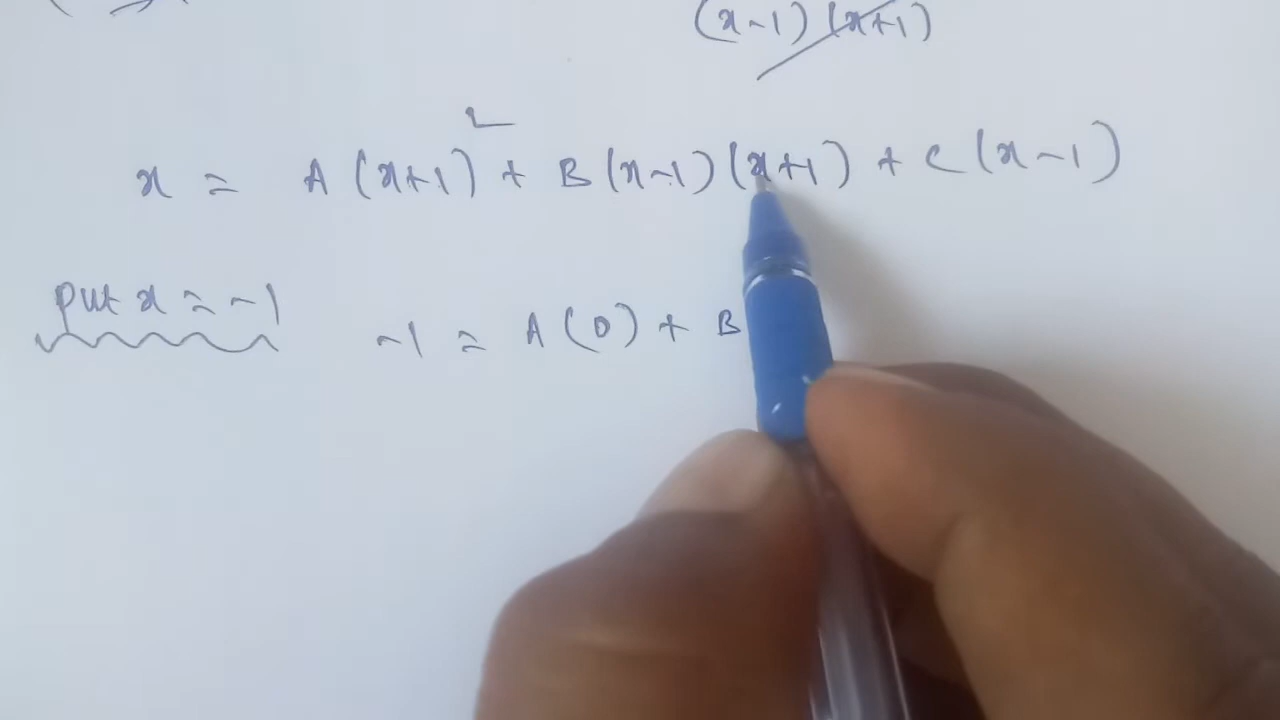 (x-1) (x+1)
x = A (x+1)² + B (x-1) (x+1) + C (x-1)
put x = -1 -1 = A (0) + B